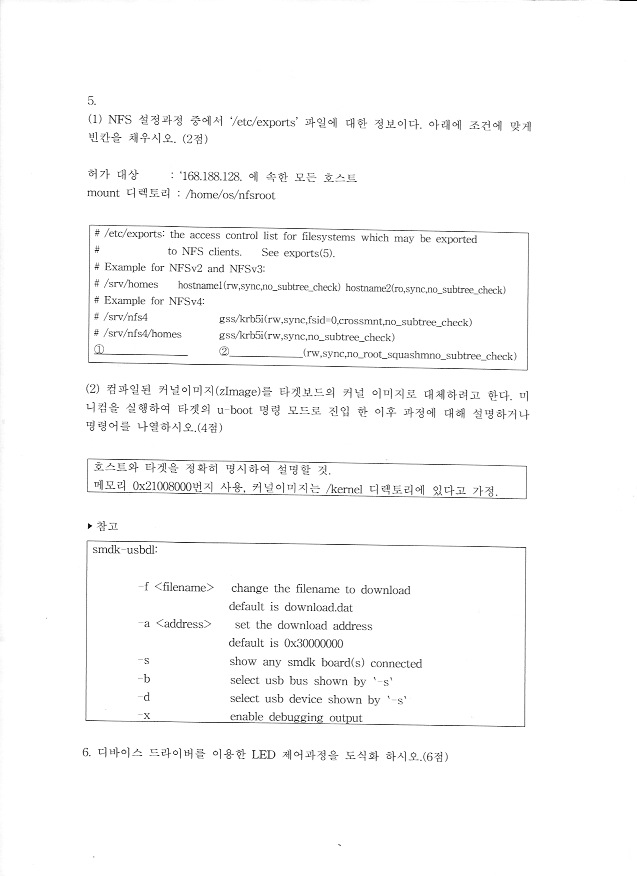 5.
(1) NFS 설정과정 중에서 '/etc/exports' 파일에 대한 정보이다. 아래에 조건에 맞게
빈칸을 채우시오. (2점)
허가 대상 : '168.188.128. 에 속한 모든 호스트
mount 디렉토리 : /home/os/nfsroot
# /etc/exports: the access control list for filesystems which may be exported
# to NFS clients. See exports(5).
# Example for NFSv2 and NFSv3:
# /srv/homes hostname1(rw,sync,no_subtree_check) hostname2(ro,sync,no_subtree_check)
# Example for NFSv4:
# /srv/nfs4 gss/krb5i(rw,sync,fsid=0,crossmnt,no_subtree_check)
# /srv/nfs4/homes gss/krb5i(rw,sync,no_subtree_check)
①______________ ②______________(rw,sync,no_root_squashmno_subtree_check)
(2) 컴파일된 커널이미지(zImage)를 타겟보드의 커널 이미지로 대체하려고 한다. 미
니컴을 실행하여 타겟의 u-boot 명령 모드로 진입 한 이후 과정에 대해 설명하거나
명령어를 나열하시오.(4점)
호스트와 타겟을 정확히 명시하여 설명할 것.
메모리 0x21008000번지 사용, 커널이미지는 /kernel 디렉토리에 있다고 가정.
▶참고
smdk-usbdl:
-f <filename> change the filename to download
default is download.dat
-a <address> set the download address
default is 0x30000000
-s show any smdk board(s) connected
-b select usb bus shown by '-s'
-d select usb device shown by '-s'
-x enable debugging output
6. 디바이스 드라이버를 이용한 LED 제어과정을 도식화 하시오.(6점)